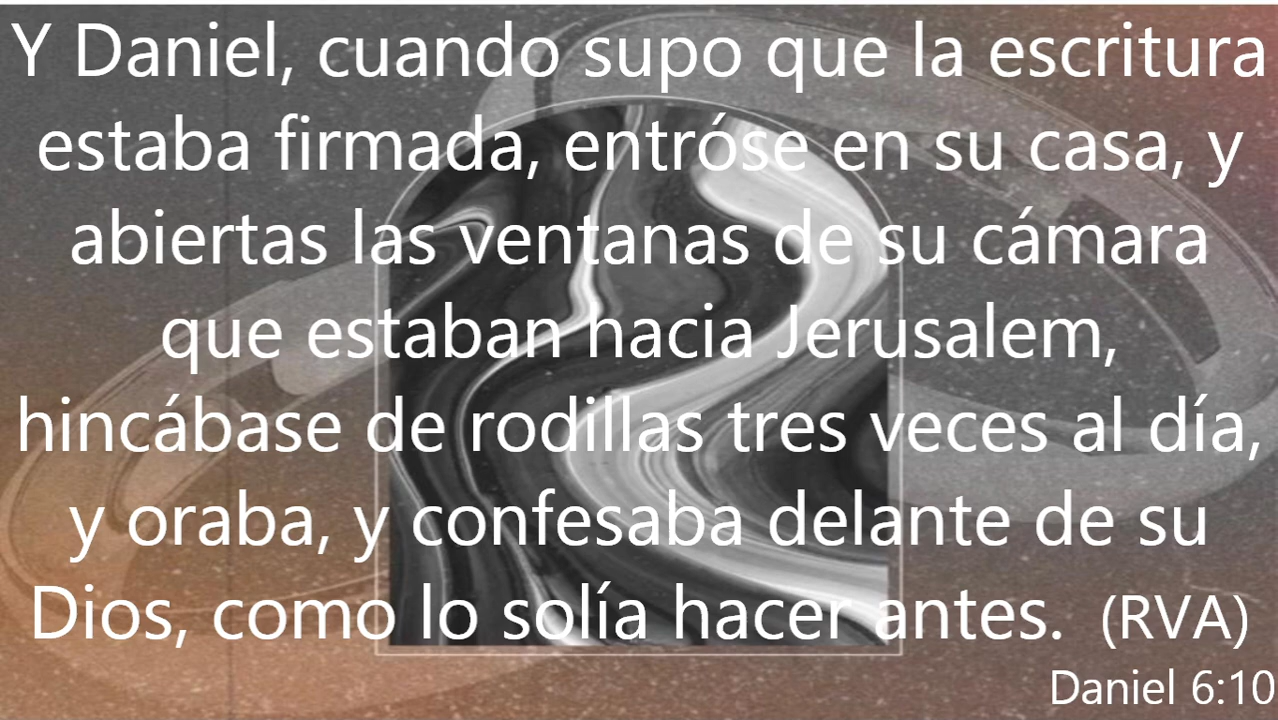 Y Daniel, cuando supo que la escritura
estaba firmada, entróse en su casa, y
abiertas las ventanas de su cámara
que estaban hacia Jerusalem,
hincábase de rodillas tres veces al día,
y oraba, y confesaba delante de su
Dios, como lo solía hacer antes. (RVA)
Daniel 6:10